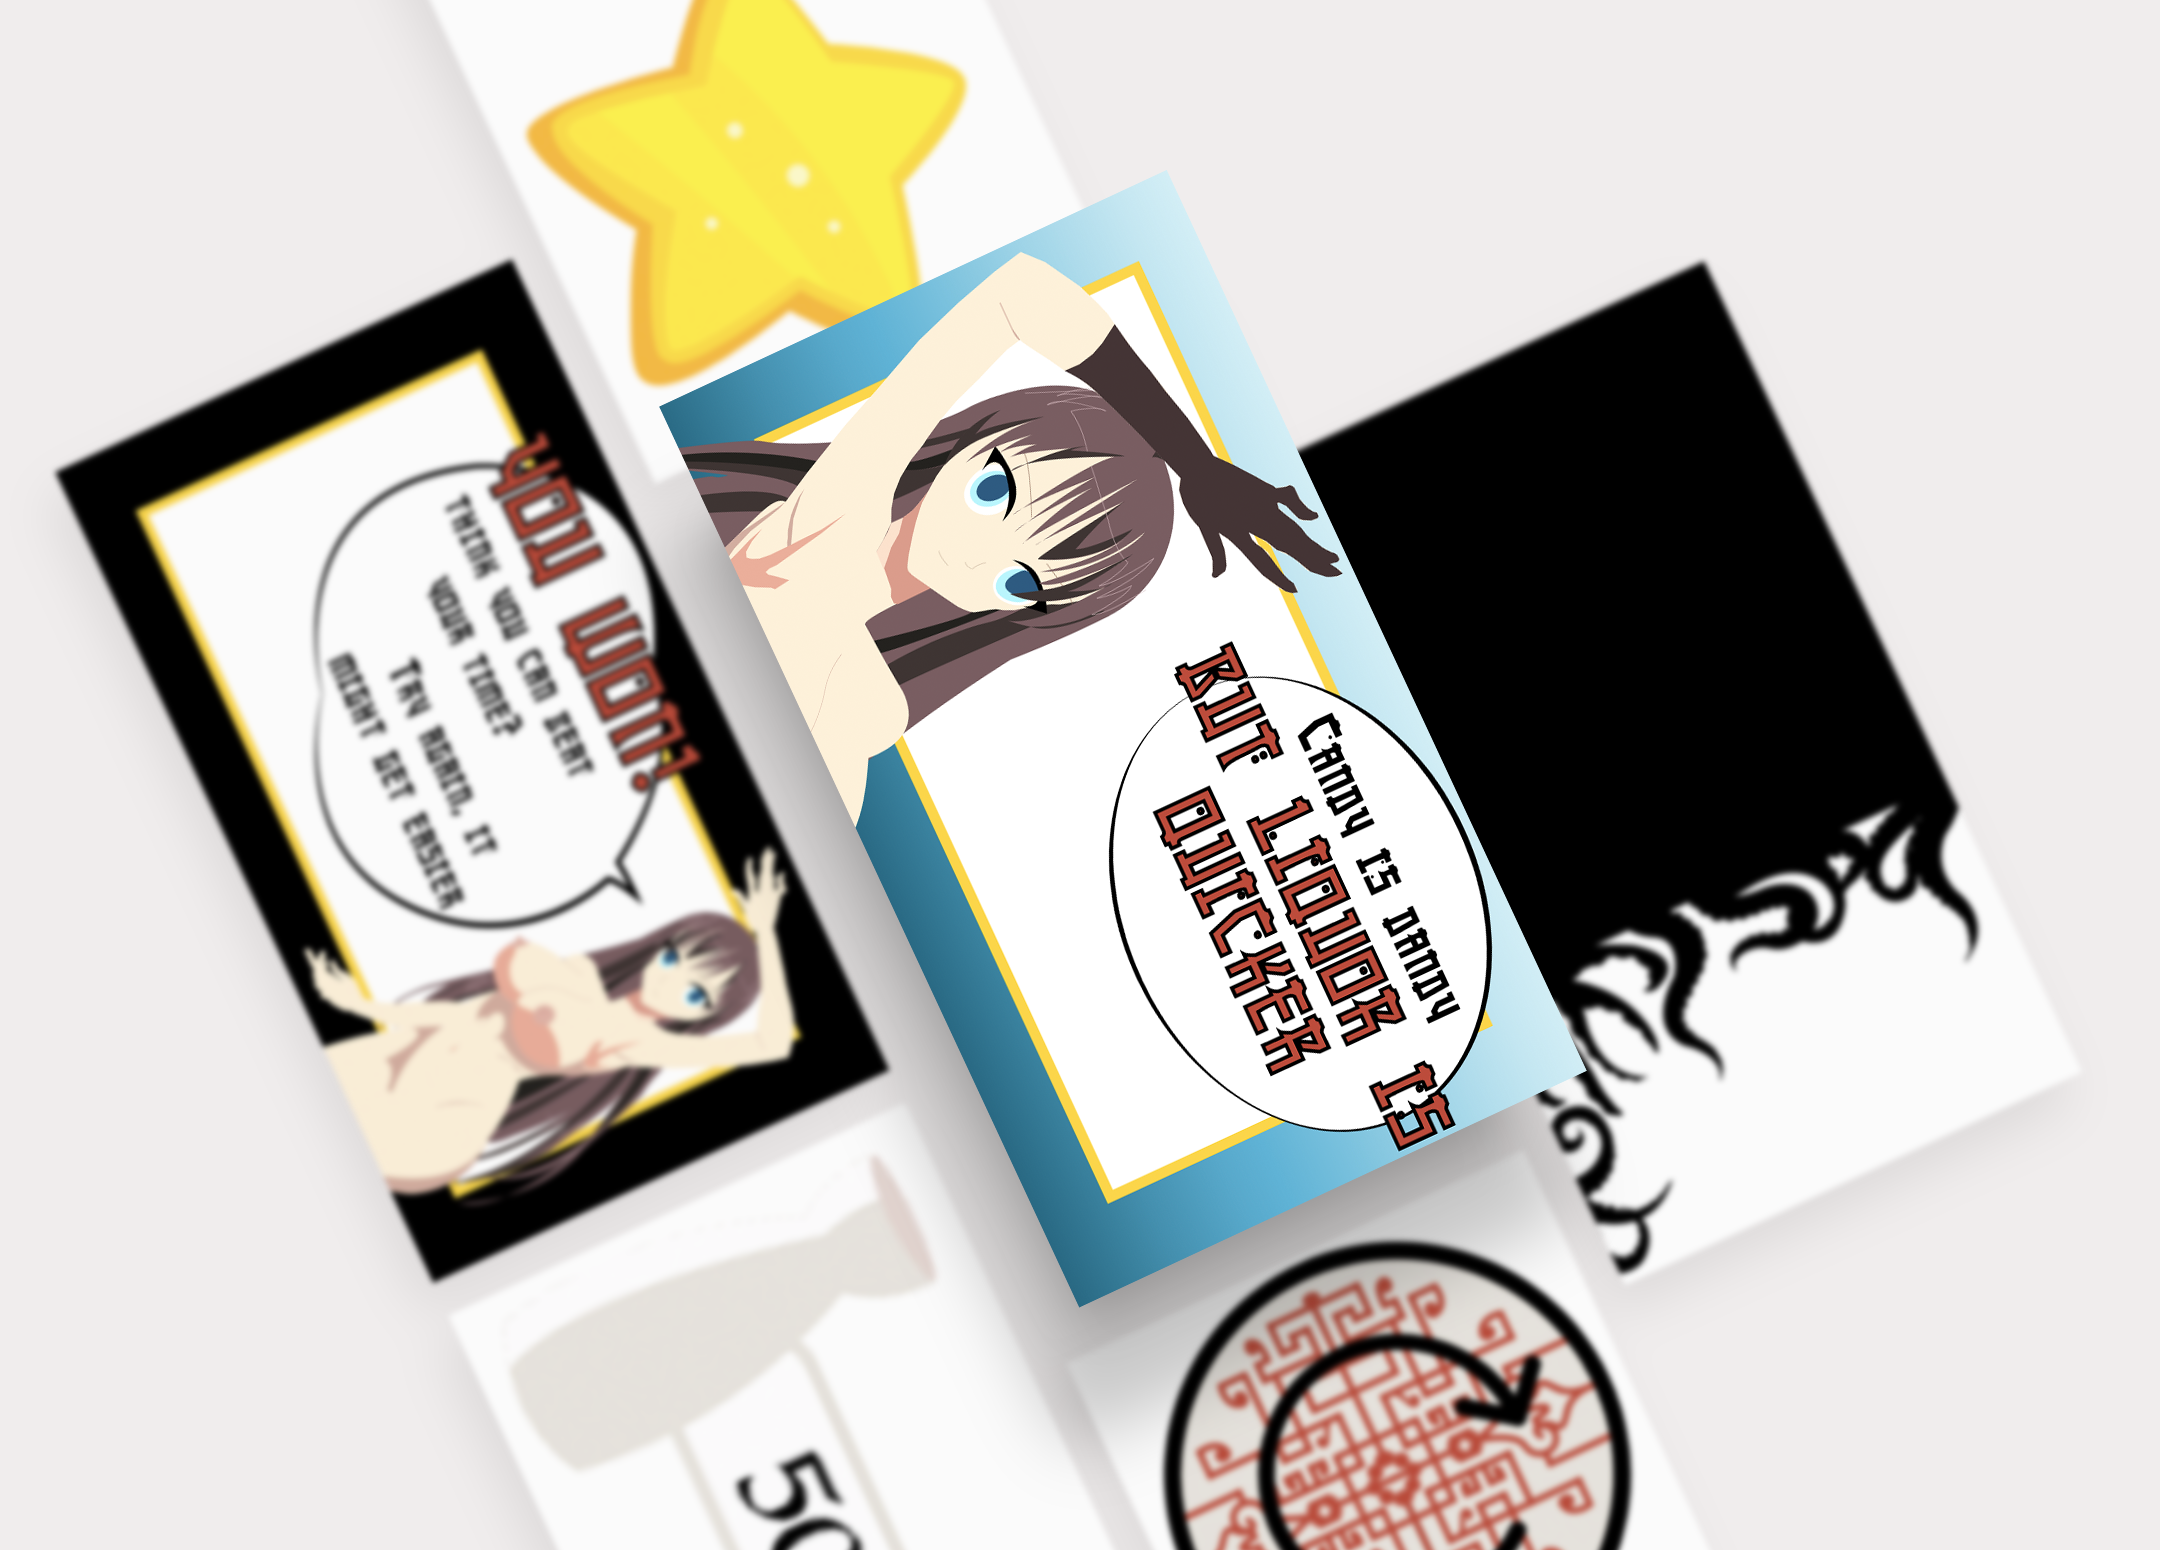 YOU WON!
THINK YOU CAN BEAT
YOUR TIME?
TRY AGAIN, IT
MIGHT GET EASIER
CANDY IS DANDY
BUT LIQUOR IS
QUICKER
50